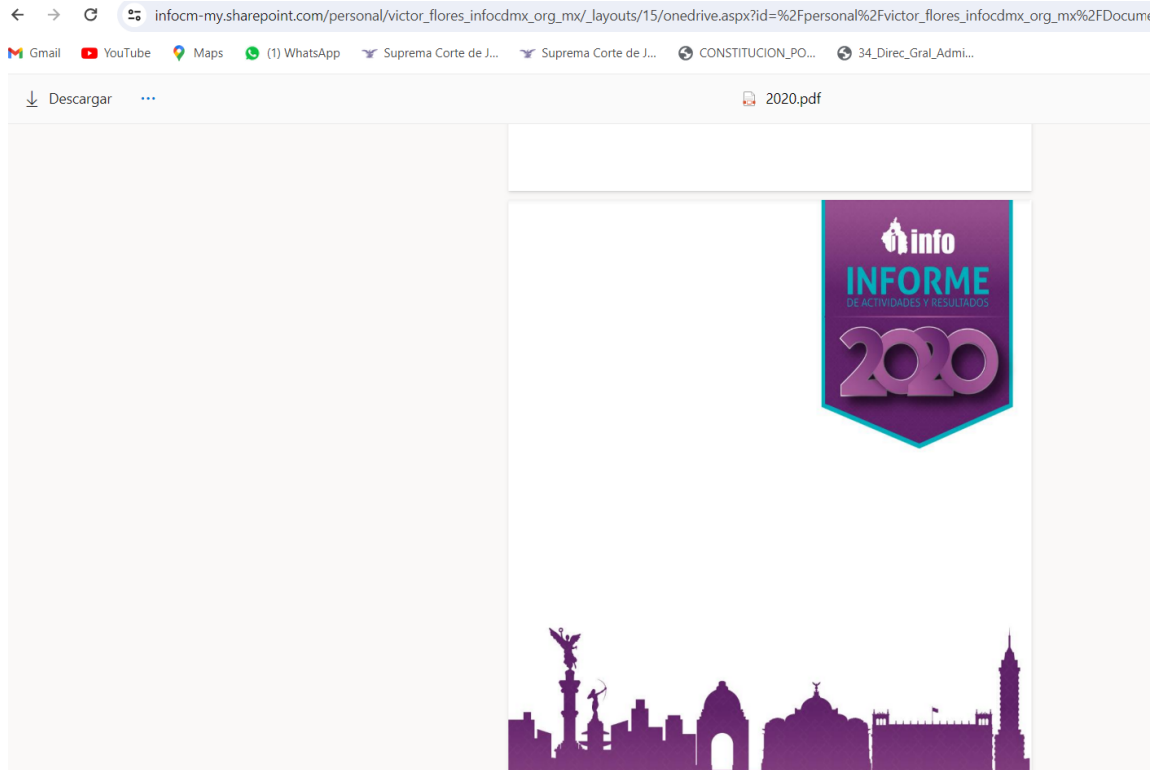 infocm-my.sharepoint.com/personal/victor_flores_infocdmx_org_mx/_layouts/15/onedrive.aspx?id=%2Fpersonal%2Fvictor_flores_infocdmx_org_mx%2FDocume
Gmail YouTube Maps (1) WhatsApp Suprema Corte de J... Suprema Corte de J... CONSTITUCION_PO... 34_Direc_Gral_Admi...
Descargar ... 2020.pdf
info
INFORME
DE ACTIVIDADES Y RESULTADOS
2020